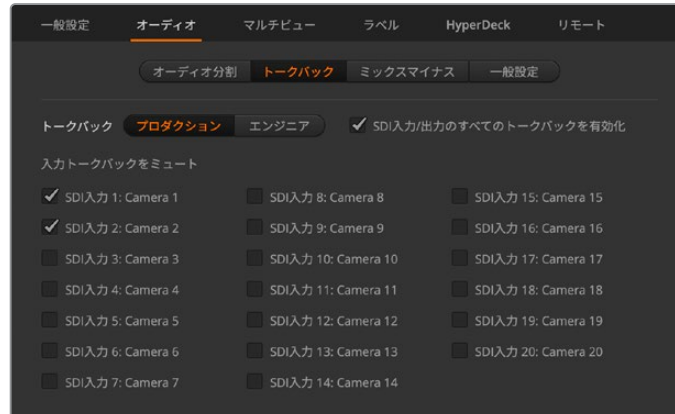 一般設定 オーディオ マルチビュー ラベル HyperDeck リモート
オーディオ分割 トークバック ミックスマイナス 一般設定
トークバック プロダクション エンジニア SDI入力/出力のすべてのトークバックを有効化
入力トークバックをミュート
SDI入力 1: Camera 1 SDI入力 8: Camera 8 SDI入力 15: Camera 15
SDI入力 2: Camera 2 SDI入力 9: Camera 9 SDI入力 16: Camera 16
SDI入力 3: Camera 3 SDI入力 10: Camera 10 SDI入力 17: Camera 17
SDI入力 4: Camera 4 SDI入力 11: Camera 11 SDI入力 18: Camera 18
SDI入力 5: Camera 5 SDI入力 12: Camera 12 SDI入力 19: Camera 19
SDI入力 6: Camera 6 SDI入力 13: Camera 13 SDI入力 20: Camera 20
SDI入力 7: Camera 7 SDI入力 14: Camera 14